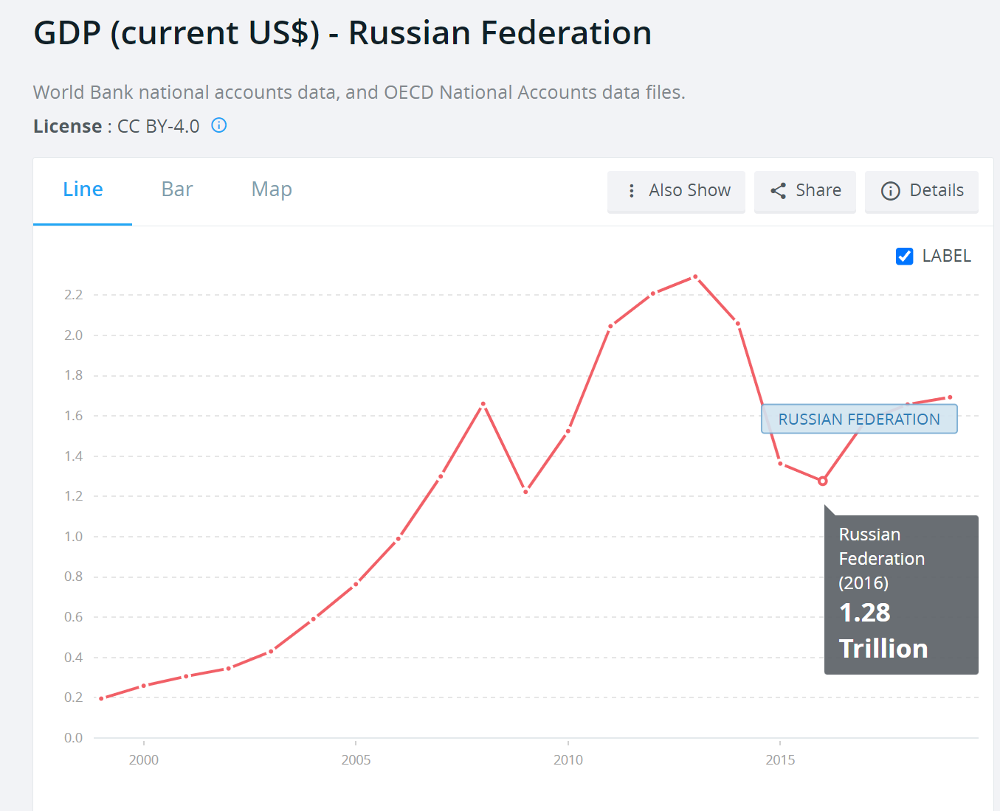 GDP (current US$) - Russian Federation
World Bank national accounts data, and OECD National Accounts data files.
License : CC BY-4.0
Line Bar Map Also Show Share Details
LABEL
2.2
2.0
1.8
1.6
RUSSIAN FEDERATION
1.4
1.2
Russian
Federation
(2016)
1.28
Trillion
1.0
0.8
0.6
0.4
0.2
0.0
2000 2005 2010 2015